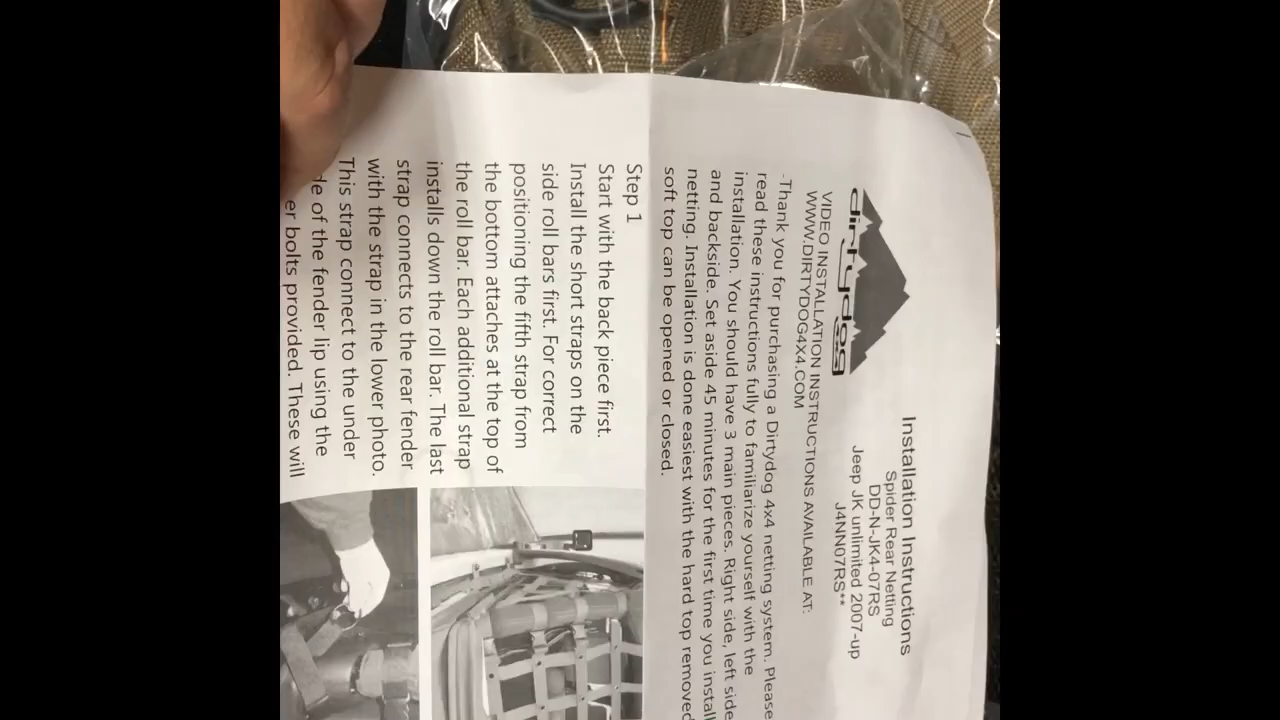 dirtydog
4x4
Installation Instructions
Spider Rear Netting
DD-N-JK4-07RS
Jeep JK unlimited 2007-up
J4NN07RS**
VIDEO INSTALLATION INSTRUCTIONS AVAILABLE AT:
WWW.DIRTYDOG4X4.COM
-Thank you for purchasing a Dirtydog 4x4 netting system. Please
read these instructions fully to familiarize yourself with the
installation. You should have 3 main pieces. Right side, left side
and backside. Set aside 45 minutes for the first time you install
netting. Installation is done easiest with the hard top removed
soft top can be opened or closed.
Step 1
Start with the back piece first.
Install the short straps on the
side roll bars first. For correct
positioning the fifth strap from
the bottom attaches at the top of
the roll bar. Each additional strap
installs down the roll bar. The last
strap connects to the rear fender
with the strap in the lower photo.
This strap connect to the under
of the fender lip using the
bolts provided. These will